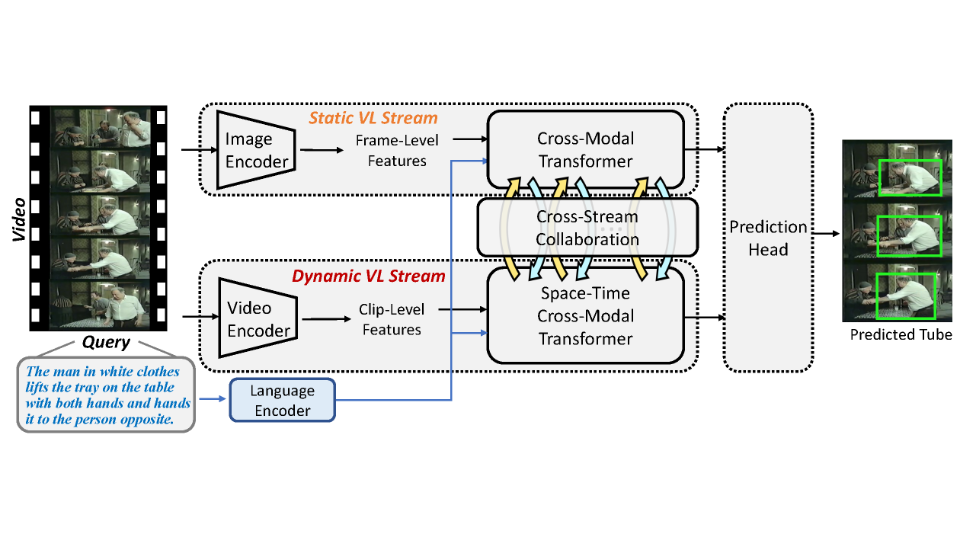 Video
Query
The man in white clothes
lifts the tray on the table
with both hands and hands
it to the person opposite.
Static VL Stream
Image
Encoder
Frame-Level
Features
Cross-Modal
Transformer
Cross-Stream
Collaboration
Dynamic VL Stream
Video
Encoder
Clip-Level
Features
Space-Time
Cross-Modal
Transformer
Language
Encoder
Prediction
Head
Predicted Tube